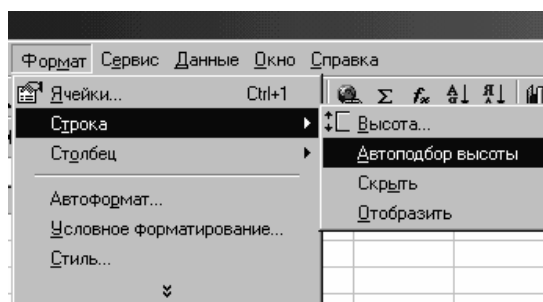 Формат Сервис Данные Окно Справка
Ячейки... Ctrl+1
Строка
Столбец
Автоформат...
Условное форматирование...
Стиль...
Высота...
Автоподбор высоты
Скрыть
Отобразить